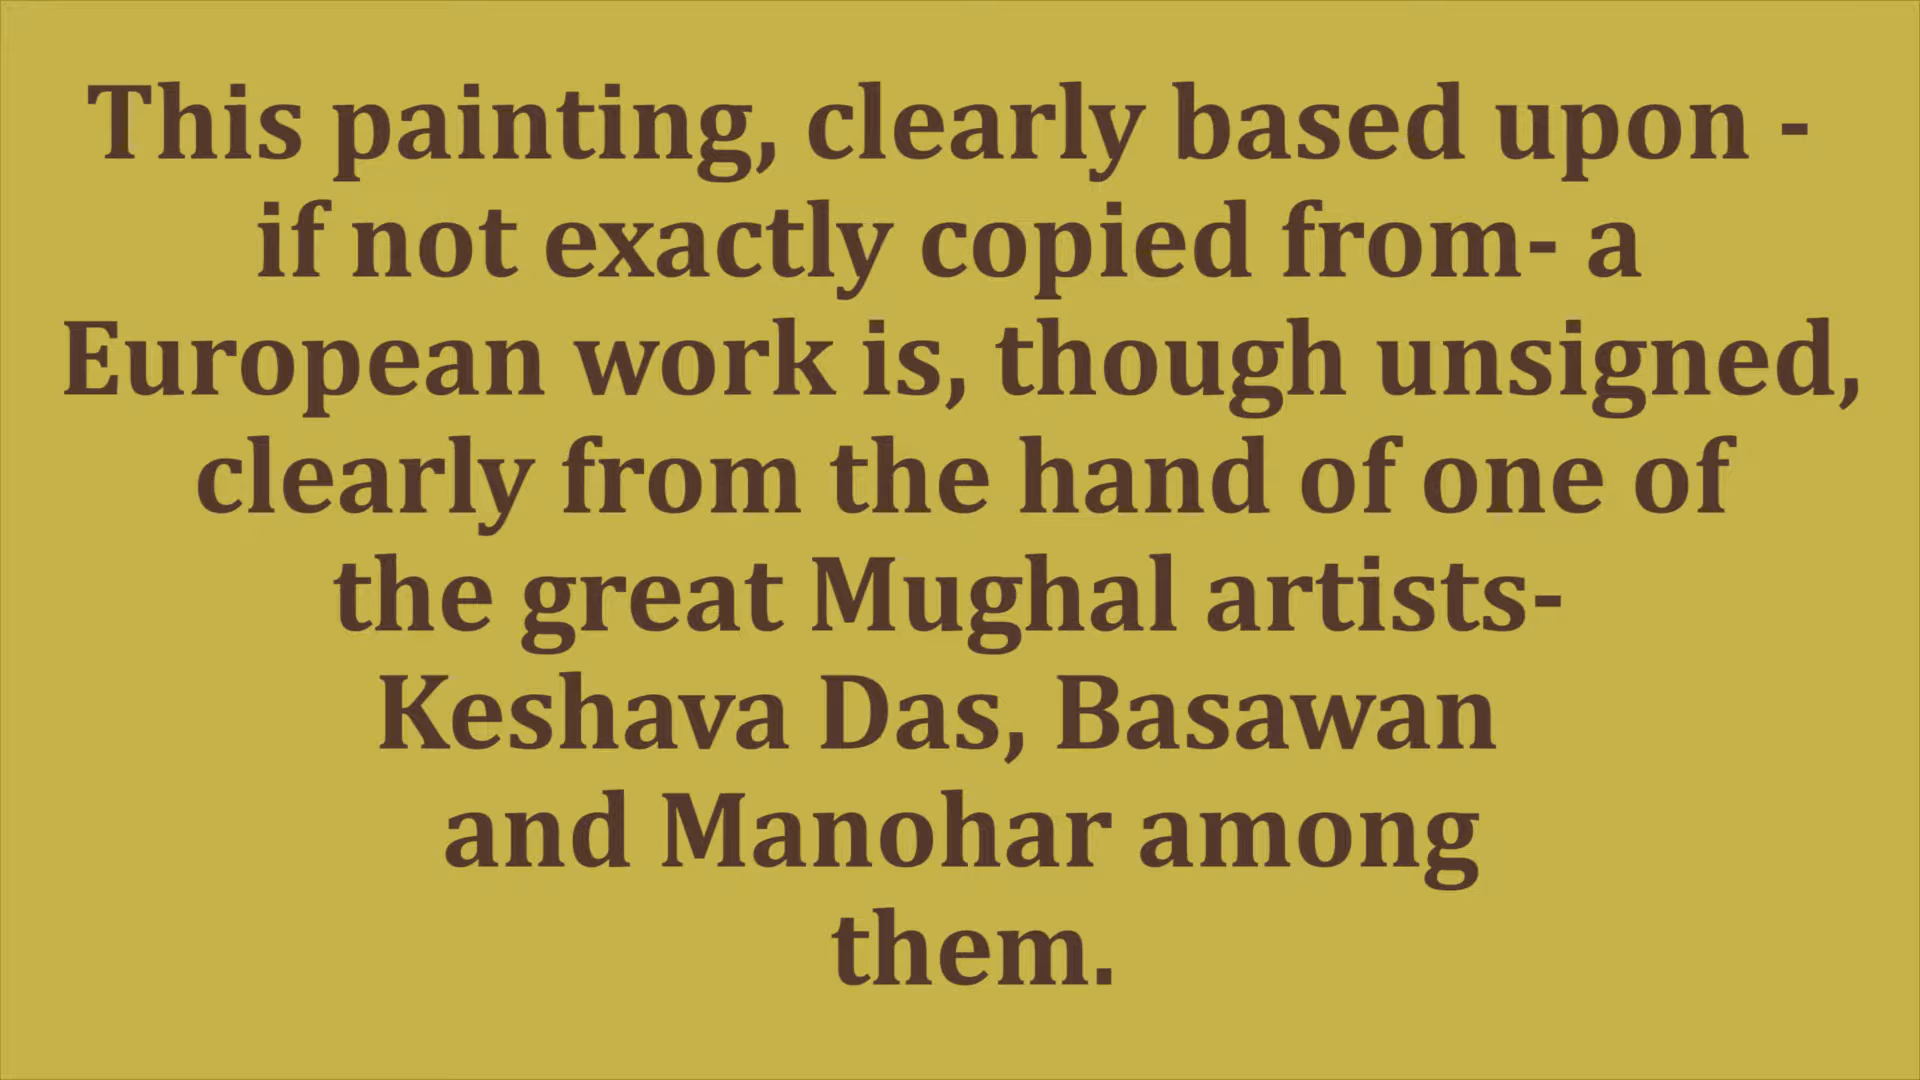 This painting, clearly based upon -
if not exactly copied from- a
European work is, though unsigned,
clearly from the hand of one of
the great Mughal artists-
Keshava Das, Basawan
and Manohar among
them.